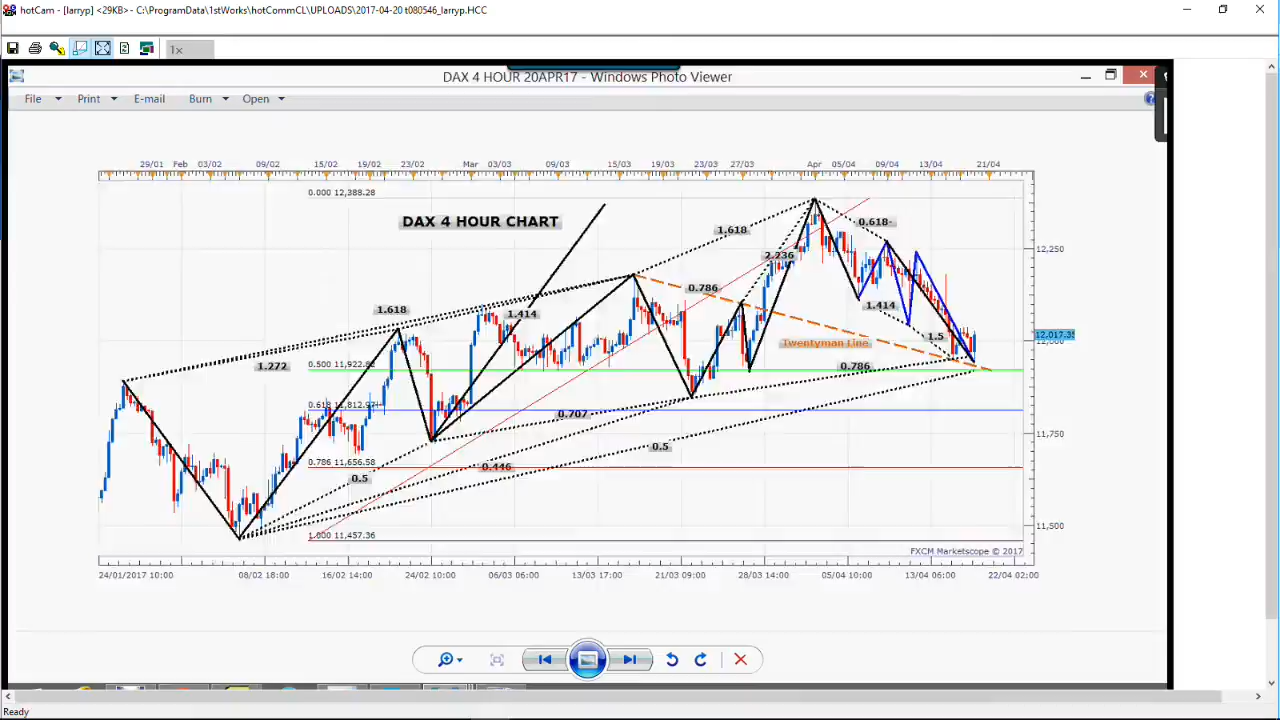 hotCam - [larryp] <29KB> - C:\ProgramData\1stWorks\hotCommCL\UPLOADS\2017-04-20 t080546_larryp.HCC
1x
DAX 4 HOUR 20APR17 - Windows Photo Viewer
File Print E-mail Burn Open
29/01 Feb 03/02 09/02 15/02 19/02 23/02 Mar 03/03 09/03 15/03 19/03 23/03 27/03 Apr 05/04 09/04 13/04 21/04
0.000 12,388.28
DAX 4 HOUR CHART
0.618-
1.618
12,250
2.236
0.786
1.414
1.618
1.414
12,017.35
1.5
12,000
Twentyman Line
0.500 11,922.82
1.272
0.786
0.618 11,812.97
0.707
11,750
0.5
0.786 11,656.58
0.446
0.5
11,500
1.000 11,457.36
FXCM Marketscope © 2017
24/01/2017 10:00 08/02 18:00 16/02 14:00 24/02 10:00 06/03 06:00 13/03 17:00 21/03 09:00 28/03 14:00 05/04 10:00 13/04 06:00 22/04 02:00
Ready